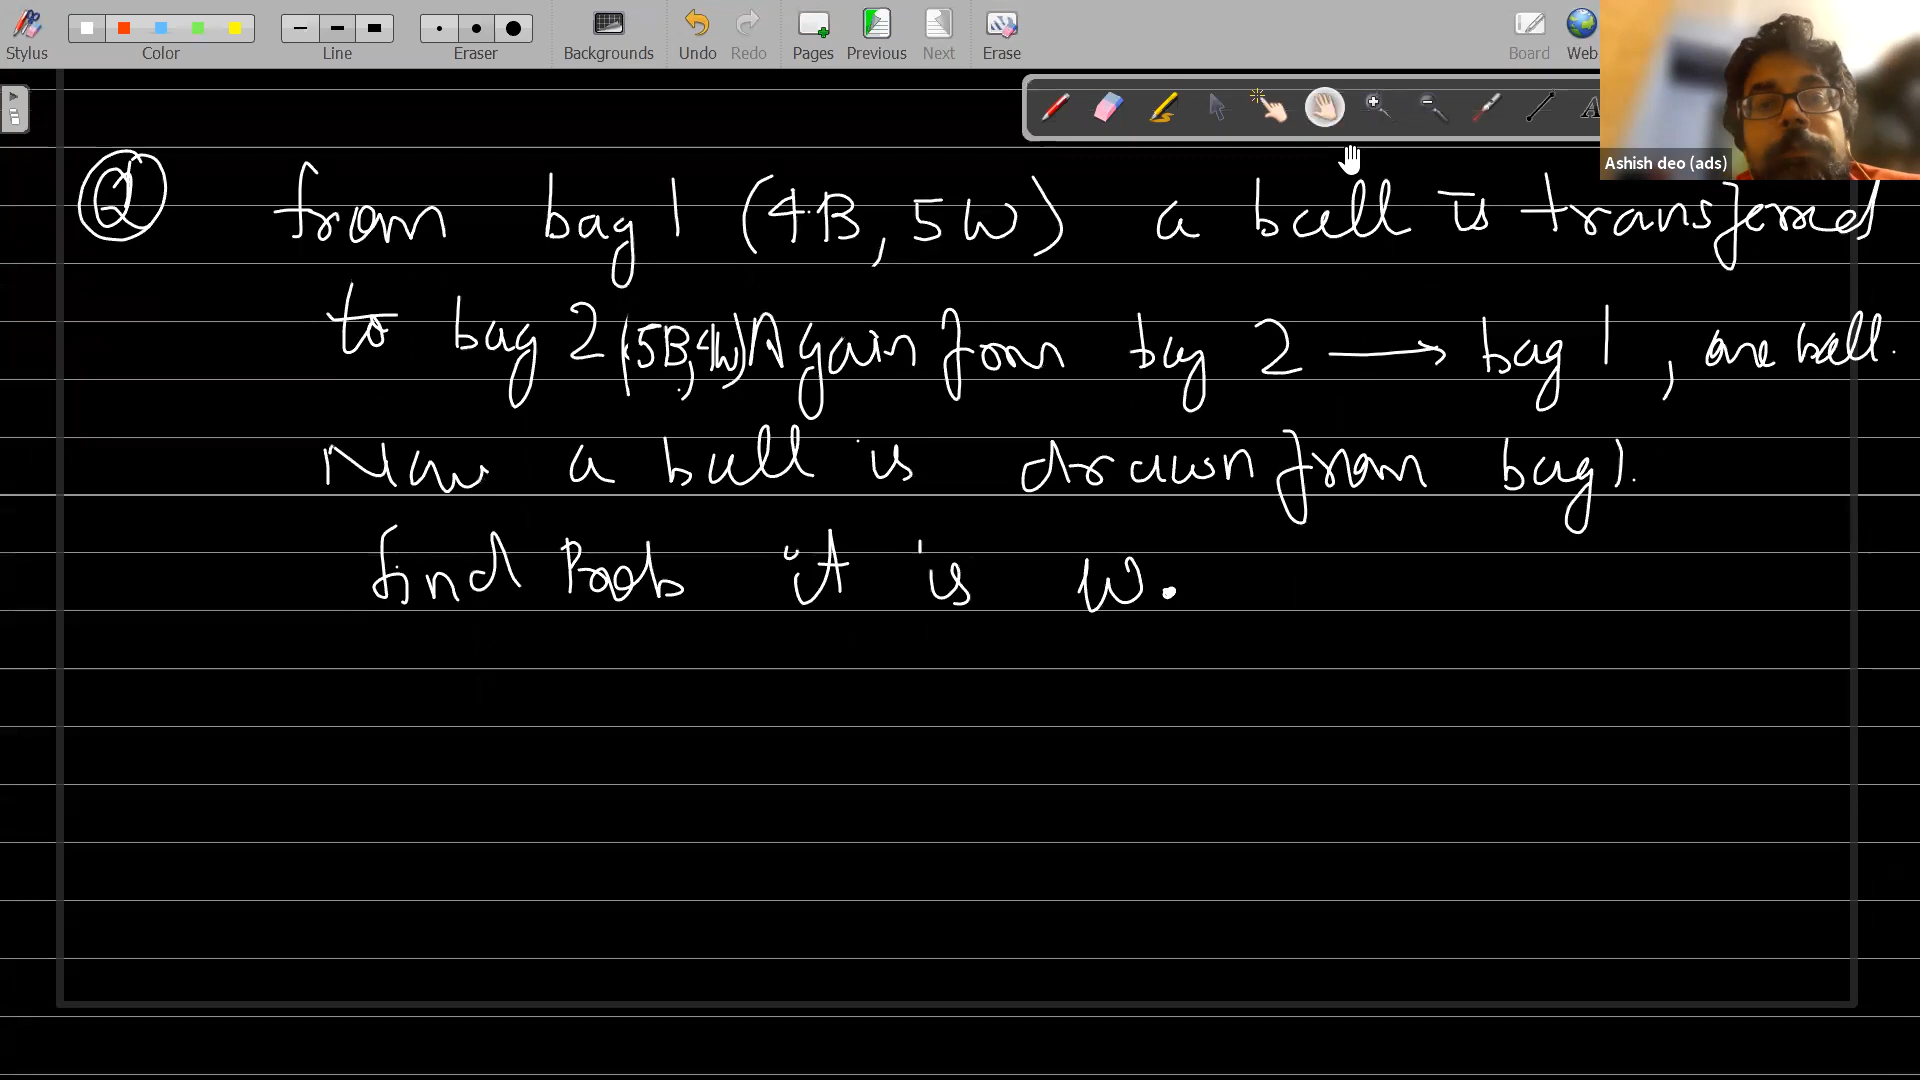 Stylus Color Line Eraser Backgrounds Undo Redo Pages Previous Next Erase Board Web
Ashish deo (ads)
Q from bag 1 (4B, 5W) a ball is transferred
to bag 2 (5B, 4W) Again from bag 2 → bag 1, one ball.
Now a ball is drawn from bag 1.
find Prob it is W.